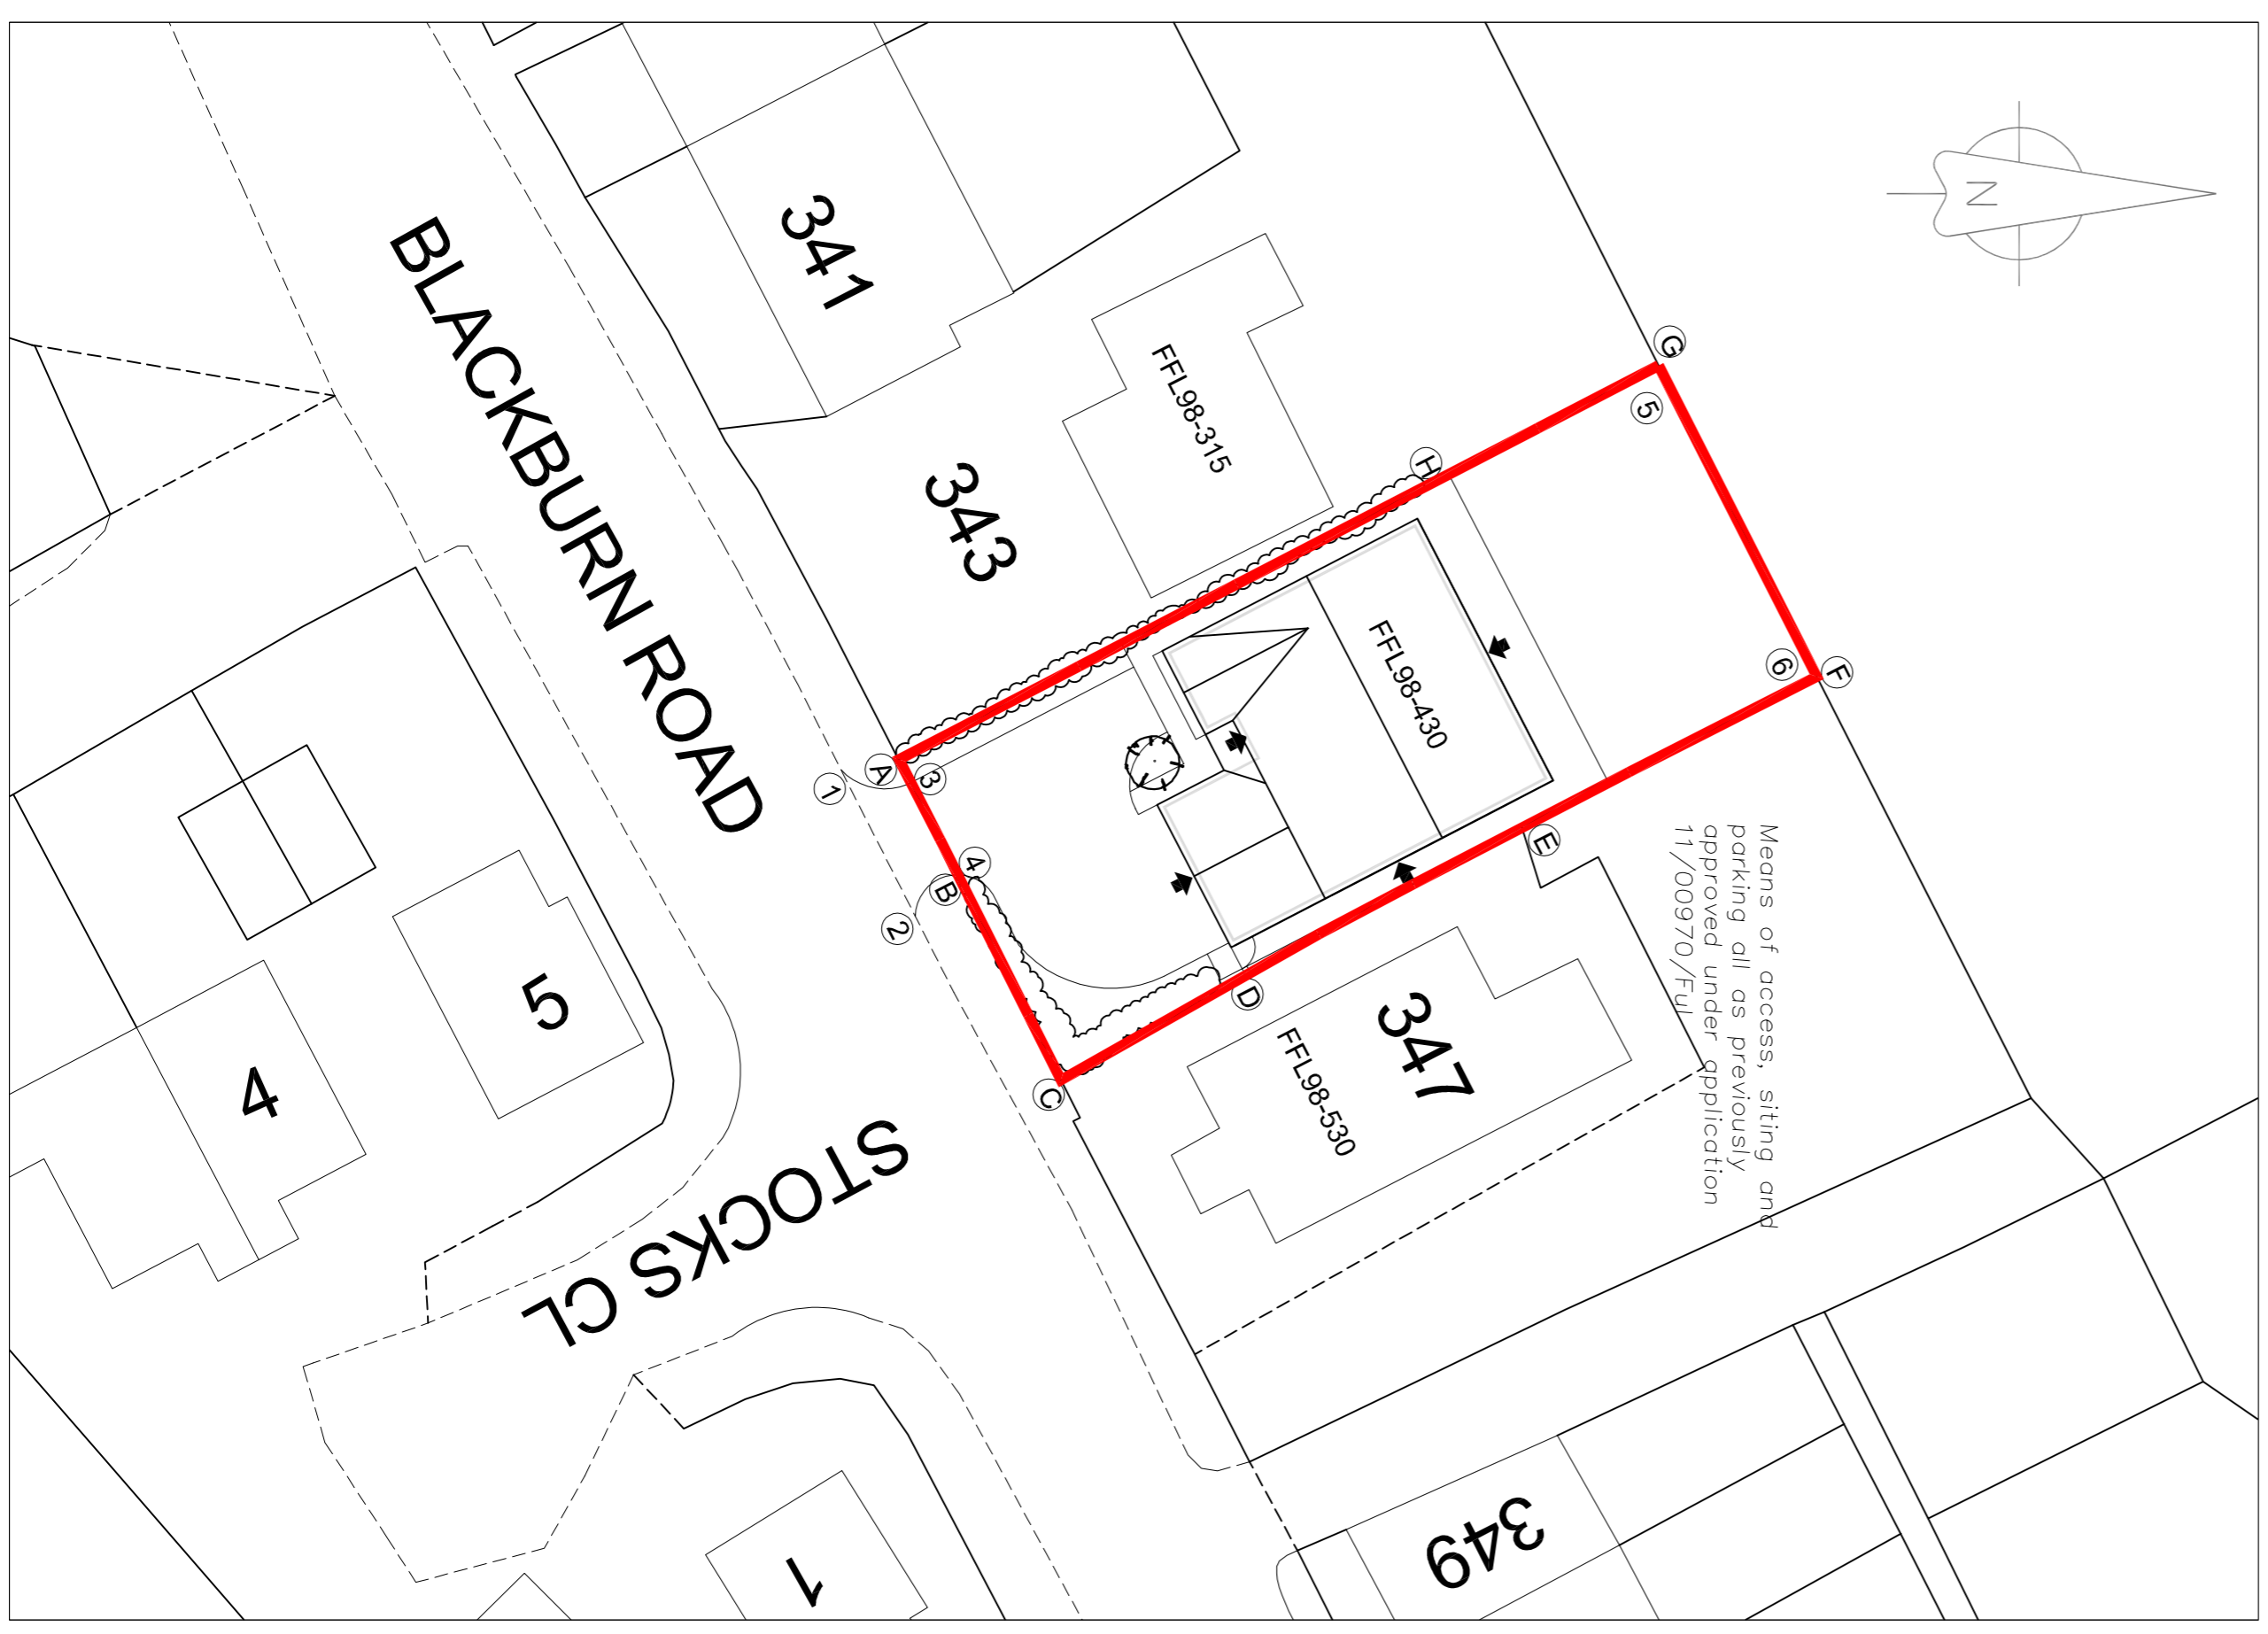 N
BLACKBURN ROAD
STOCKS CL
341
343
FFL98-315
FFL98-430
347
FFL98-530
349
5
4
1
G
5
H
F
6
A
3
1
4
B
2
E
D
C
Means of access, siting and
parking all as previously
approved under application
11/00970/Ful